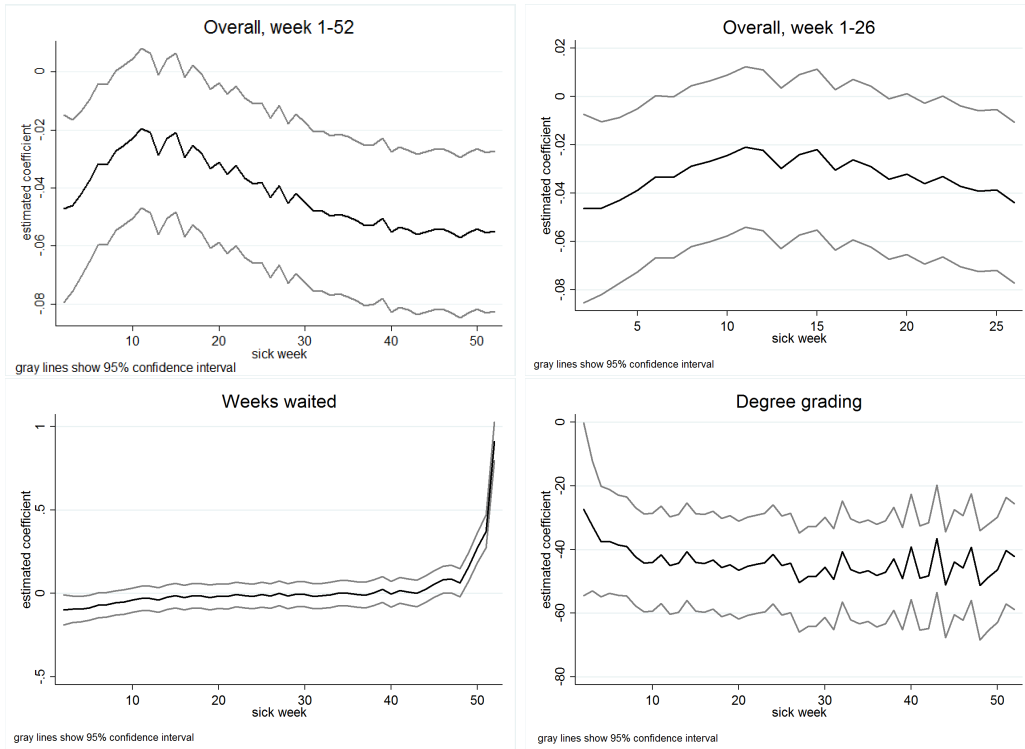 Overall, week 1-52
estimated coefficient
0
-.02
-.04
-.06
-.08
10 20 30 40 50
sick week
gray lines show 95% confidence interval
Overall, week 1-26
estimated coefficient
.02
0
-.02
-.04
-.06
-.08
5 10 15 20 25
sick week
gray lines show 95% confidence interval
Weeks waited
estimated coefficient
1
.5
0
-.5
10 20 30 40 50
sick week
gray lines show 95% confidence interval
Degree grading
estimated coefficient
0
-20
-40
-60
-80
10 20 30 40 50
sick week
gray lines show 95% confidence interval